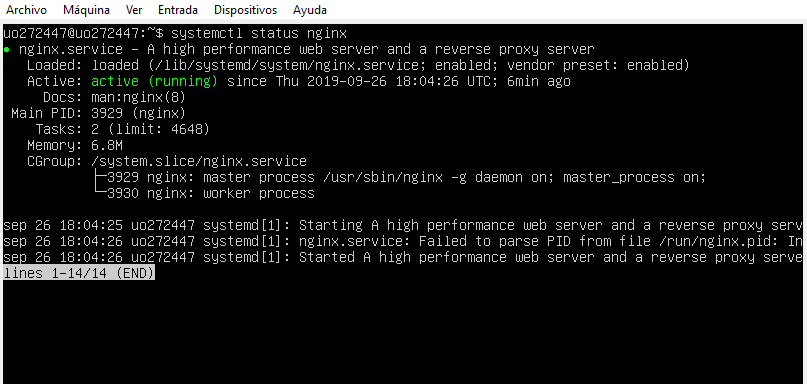 Archivo Máquina Ver Entrada Dispositivos Ayuda
uo272447@uo272447:~$ systemctl status nginx
● nginx.service – A high performance web server and a reverse proxy server
Loaded: loaded (/lib/systemd/system/nginx.service; enabled; vendor preset: enabled)
Active: active (running) since Thu 2019-09-26 18:04:26 UTC; 6min ago
Docs: man:nginx(8)
Main PID: 3929 (nginx)
Tasks: 2 (limit: 4648)
Memory: 6.8M
CGroup: /system.slice/nginx.service
├─3929 nginx: master process /usr/sbin/nginx -g daemon on; master_process on;
└─3930 nginx: worker process
sep 26 18:04:25 uo272447 systemd[1]: Starting A high performance web server and a reverse proxy serv
sep 26 18:04:26 uo272447 systemd[1]: nginx.service: Failed to parse PID from file /run/nginx.pid: In
sep 26 18:04:26 uo272447 systemd[1]: Started A high performance web server and a reverse proxy serve
lines 1-14/14 (END)